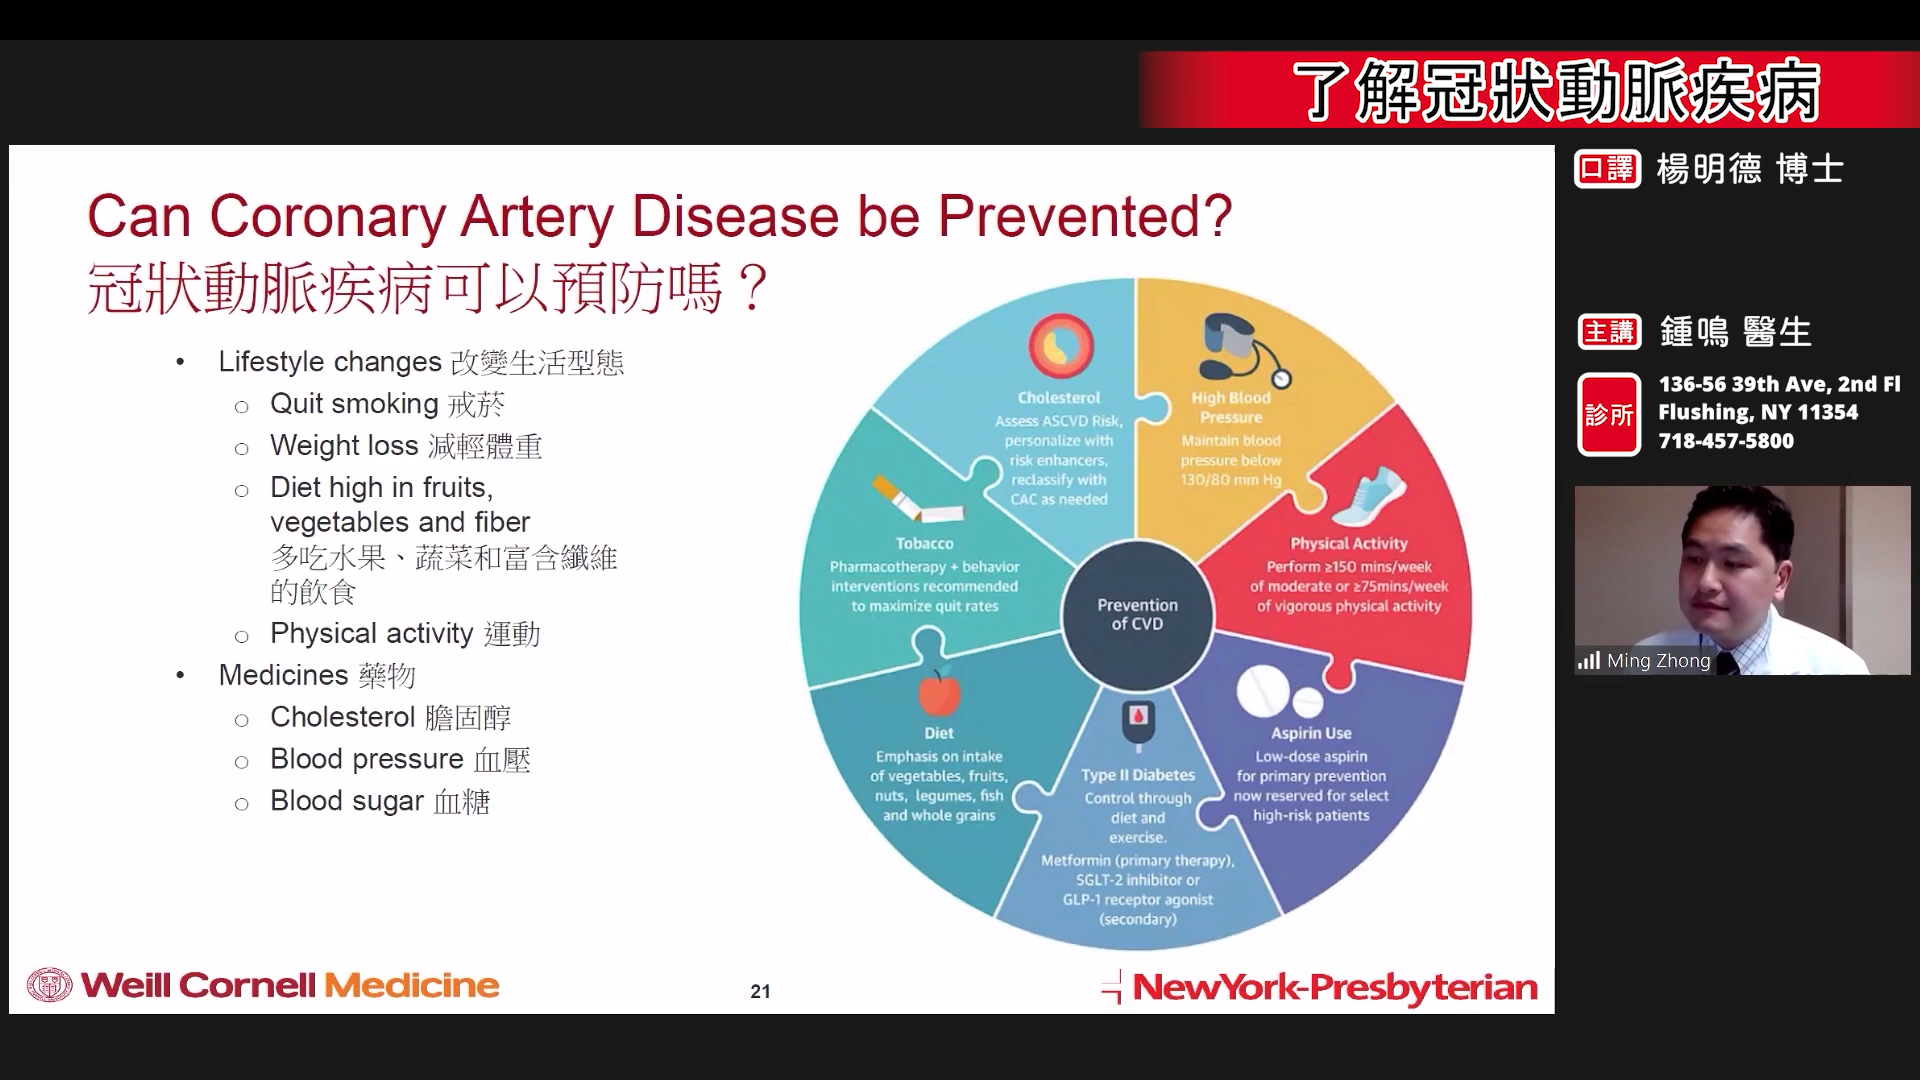 了解冠狀動脈疾病
口譯 楊明德 博士
主講 鍾鳴 醫生
診所
136-56 39th Ave, 2nd Fl
Flushing, NY 11354
718-457-5800
Ming Zhong
Can Coronary Artery Disease be Prevented?
冠狀動脈疾病可以預防嗎？
• Lifestyle changes 改變生活型態
○ Quit smoking 戒菸
○ Weight loss 減輕體重
○ Diet high in fruits,
vegetables and fiber
多吃水果、蔬菜和富含纖維
的飲食
○ Physical activity 運動
• Medicines 藥物
○ Cholesterol 膽固醇
○ Blood pressure 血壓
○ Blood sugar 血糖
Cholesterol
Assess ASCVD Risk,
personalize with
risk enhancers,
reclassify with
CAC as needed
High Blood
Pressure
Maintain blood
pressure below
130/80 mm Hg
Tobacco
Pharmacotherapy + behavior
interventions recommended
to maximize quit rates
Physical Activity
Perform ≥150 mins/week
of moderate or ≥75mins/week
of vigorous physical activity
Prevention
of CVD
Diet
Emphasis on intake
of vegetables, fruits,
nuts, legumes, fish
and whole grains
Type II Diabetes
Control through
diet and
exercise.
Metformin (primary therapy),
SGLT-2 inhibitor or
GLP-1 receptor agonist
(secondary)
Aspirin Use
Low-dose aspirin
for primary prevention
now reserved for select
high-risk patients
Weill Cornell Medicine
21
NewYork-Presbyterian